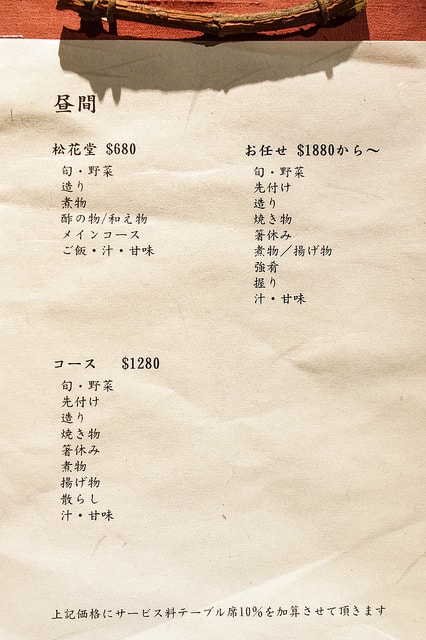 昼間
松花堂 $680
旬・野菜
造り
煮物
酢の物/和え物
メインコース
ご飯・汁・甘味
お任せ $1880から～
旬・野菜
先付け
造り
焼き物
箸休み
煮物／揚げ物
強肴
握り
汁・甘味
コース $1280
旬・野菜
先付け
造り
焼き物
箸休み
煮物
揚げ物
散らし
汁・甘味
上記価格にサービス料テーブル席10%を加算させて頂きます